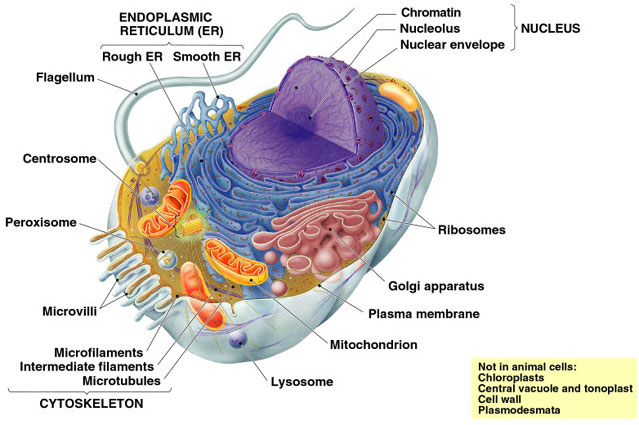 ENDOPLASMIC
RETICULUM (ER)
Rough ER Smooth ER
Flagellum
Chromatin
Nucleolus
Nuclear envelope
NUCLEUS
Centrosome
Peroxisome
Microvilli
Ribosomes
Golgi apparatus
Plasma membrane
Mitochondrion
Lysosome
Microfilaments
Intermediate filaments
Microtubules
CYTOSKELETON
Not in animal cells:
Chloroplasts
Central vacuole and tonoplast
Cell wall
Plasmodesmata